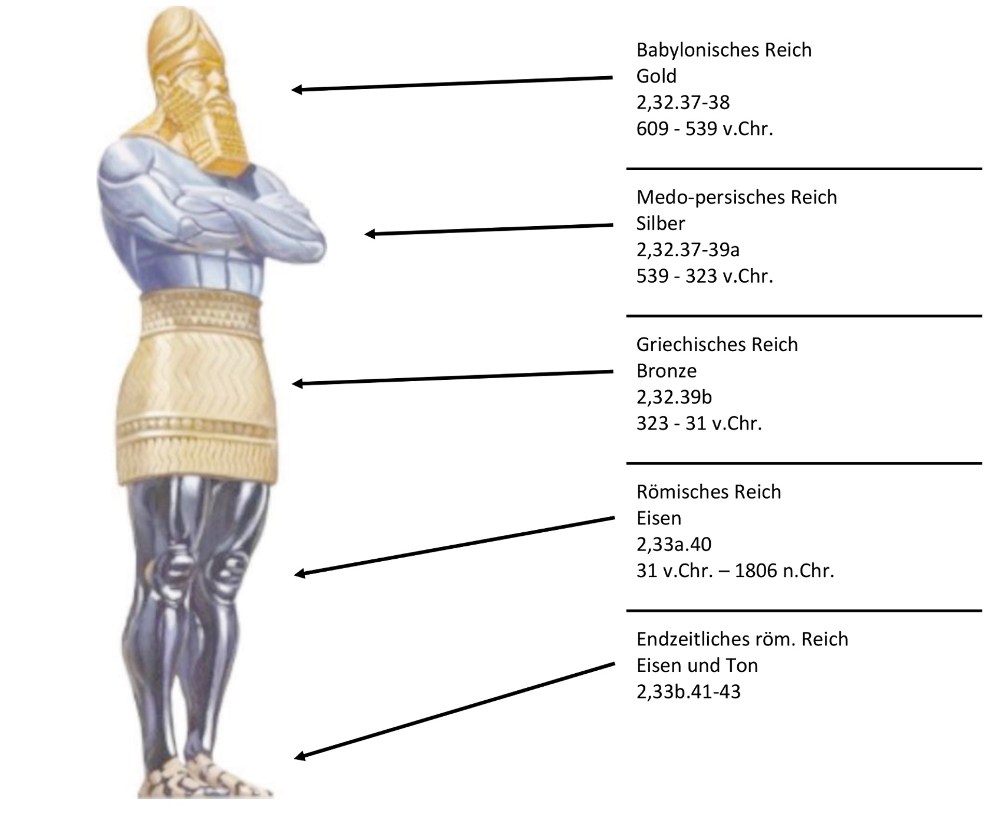 Babylonisches Reich
Gold
2,32.37-38
609 - 539 v.Chr.
Medo-persisches Reich
Silber
2,32.37-39a
539 - 323 v.Chr.
Griechisches Reich
Bronze
2,32.39b
323 - 31 v.Chr.
Römisches Reich
Eisen
2,33a.40
31 v.Chr. – 1806 n.Chr.
Endzeitliches röm. Reich
Eisen und Ton
2,33b.41-43